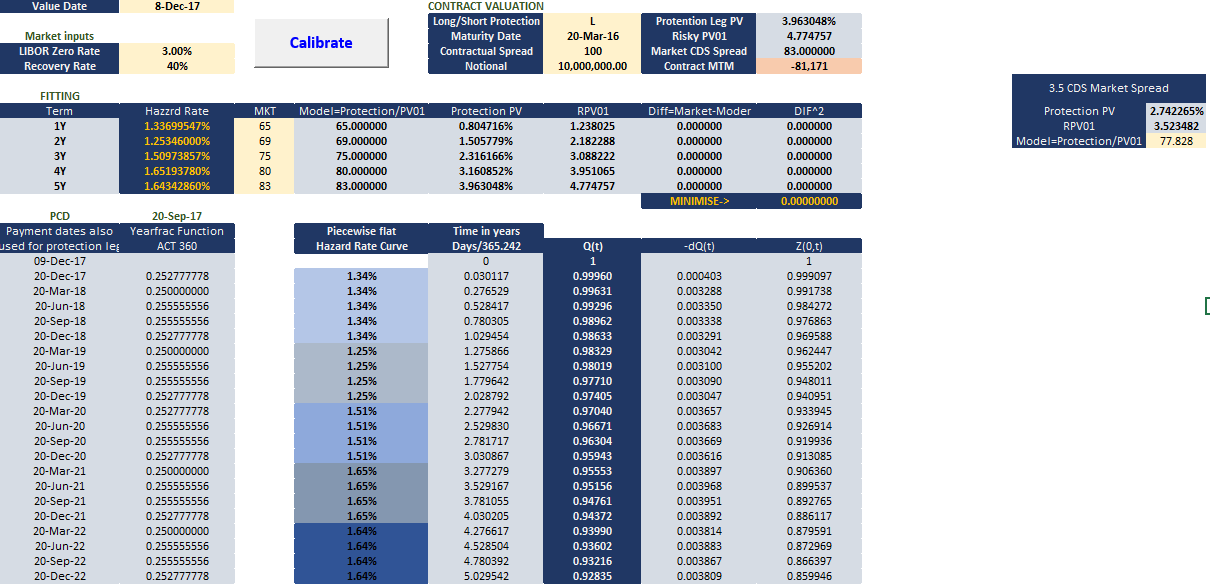 Value Date 8-Dec-17 CONTRACT VALUATION
Calibrate
Long/Short Protection L Protention Leg PV 3.963048%
Market inputs Maturity Date 20-Mar-16 Risky PV01 4.774757
LIBOR Zero Rate 3.00% Contractual Spread 100 Market CDS Spread 83.000000
Recovery Rate 40% Notional 10,000,000.00 Contract MTM -81,171
3.5 CDS Market Spread
Protection PV 2.742265%
RPV01 3.523482
Model=Protection/PV01 77.828
FITTING
Term Hazzrd Rate MKT Model=Protection/PV01 Protection PV RPV01 Diff=Market-Moder DIF^2
1Y 1.33699547% 65 65.000000 0.804716% 1.238025 0.000000 0.000000
2Y 1.25346000% 69 69.000000 1.505779% 2.182288 0.000000 0.000000
3Y 1.50973857% 75 75.000000 2.316166% 3.088222 0.000000 0.000000
4Y 1.65193780% 80 80.000000 3.160852% 3.951065 0.000000 0.000000
5Y 1.64342860% 83 83.000000 3.963048% 4.774757 0.000000 0.000000
MINIMISE-> 0.00000000
PCD 20-Sep-17
Payment dates also Yearfrac Function Piecewise flat Time in years
used for protection leg ACT 360 Hazard Rate Curve Days/365.242 Q(t) -dQ(t) Z(0,t)
09-Dec-17 0 1 1
20-Dec-17 0.252777778 1.34% 0.030117 0.99960 0.000403 0.999097
20-Mar-18 0.250000000 1.34% 0.276529 0.99631 0.003288 0.991738
20-Jun-18 0.255555556 1.34% 0.528417 0.99296 0.003350 0.984272
20-Sep-18 0.255555556 1.34% 0.780305 0.98962 0.003338 0.976863
20-Dec-18 0.252777778 1.34% 1.029454 0.98633 0.003291 0.969588
20-Mar-19 0.250000000 1.25% 1.275866 0.98329 0.003042 0.962447
20-Jun-19 0.255555556 1.25% 1.527754 0.98019 0.003100 0.955202
20-Sep-19 0.255555556 1.25% 1.779642 0.97710 0.003090 0.948011
20-Dec-19 0.252777778 1.25% 2.028792 0.97405 0.003047 0.940951
20-Mar-20 0.252777778 1.51% 2.277942 0.97040 0.003657 0.933945
20-Jun-20 0.255555556 1.51% 2.529830 0.96671 0.003683 0.926914
20-Sep-20 0.255555556 1.51% 2.781717 0.96304 0.003669 0.919936
20-Dec-20 0.252777778 1.51% 3.030867 0.95943 0.003616 0.913085
20-Mar-21 0.250000000 1.65% 3.277279 0.95553 0.003897 0.906360
20-Jun-21 0.255555556 1.65% 3.529167 0.95156 0.003968 0.899537
20-Sep-21 0.255555556 1.65% 3.781055 0.94761 0.003951 0.892765
20-Dec-21 0.252777778 1.65% 4.030205 0.94372 0.003892 0.886117
20-Mar-22 0.250000000 1.64% 4.276617 0.93990 0.003814 0.879591
20-Jun-22 0.255555556 1.64% 4.528504 0.93602 0.003883 0.872969
20-Sep-22 0.255555556 1.64% 4.780392 0.93216 0.003867 0.866397
20-Dec-22 0.252777778 1.64% 5.029542 0.92835 0.003809 0.859946